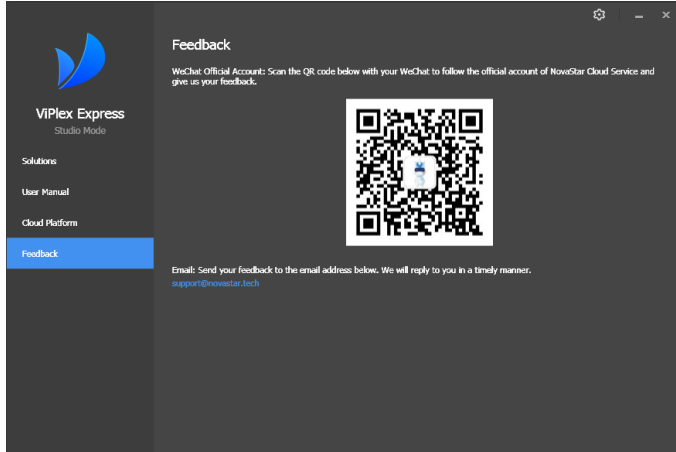 Feedback
WeChat Official Account: Scan the QR code below with your WeChat to follow the official account of NovaStar Cloud Service and
give us your feedback.
ViPlex Express
Studio Mode
Solutions
User Manual
Cloud Platform
Feedback
Email: Send your feedback to the email address below. We will reply to you in a timely manner.
support@novastar.tech